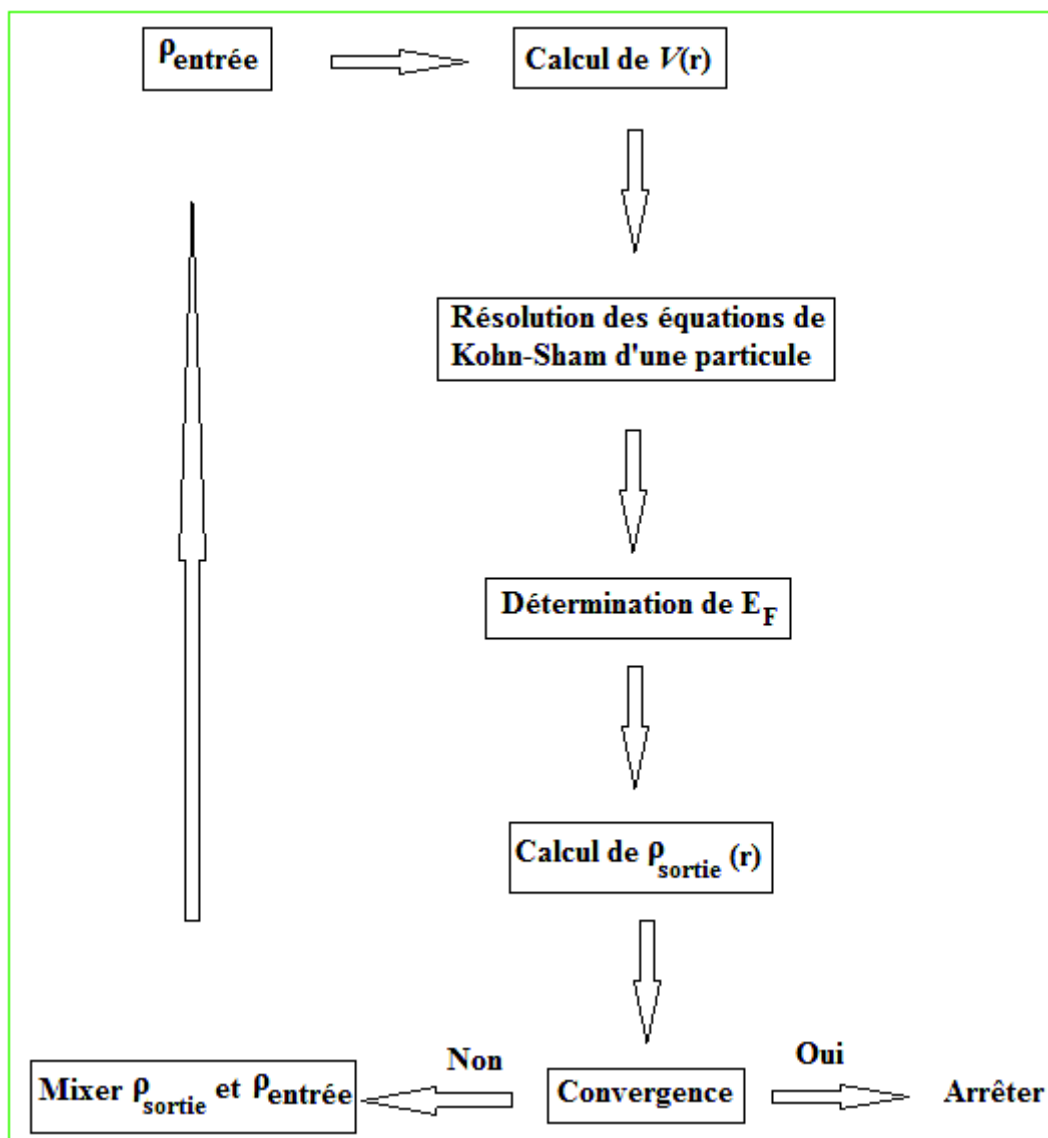 ρentrée
Calcul de V(r)
Résolution des équations de
Kohn-Sham d'une particule
Détermination de EF
Calcul de ρsortie (r)
Non
Oui
Mixer ρsortie et ρentrée
Convergence
Arrêter